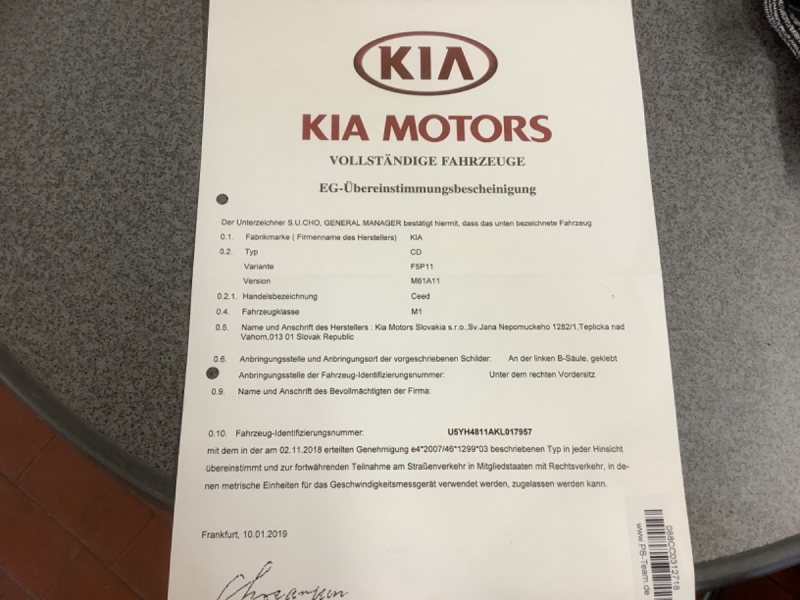 KIA
KIA MOTORS
VOLLSTÄNDIGE FAHRZEUGE
EG-Übereinstimmungsbescheinigung
Der Unterzeichner S.U.CHO, GENERAL MANAGER bestätigt hiermit, dass das unten bezeichnete Fahrzeug
0.1. Fabrikmarke ( Firmenname des Herstellers) KIA
0.2. Typ CD
Variante F5P11
Version M61A11
0.2.1. Handelsbezeichnung Ceed
0.4. Fahrzeugklasse M1
0.5. Name und Anschrift des Herstellers : Kia Motors Slovakia s.r.o.,Sv.Jana Nepomuckeho 1282/1,Teplicka nad
Vahom,013 01 Slovak Republic
0.6. Anbringungsstelle und Anbringungsort der vorgeschriebenen Schilder: An der linken B-Säule, geklebt
Anbringungsstelle der Fahrzeug-Identifizierungsnummer: Unter dem rechten Vordersitz
0.9. Name und Anschrift des Bevollmächtigten der Firma:
0.10. Fahrzeug-Identifizierungsnummer: U5YH4811AKL017957
mit dem in der am 02.11.2018 erteilten Genehmigung e4*2007/46*1299*03 beschriebenen Typ in jeder Hinsicht
übereinstimmt und zur fortwährenden Teilnahme am Straßenverkehr in Mitgliedstaaten mit Rechtsverkehr, in de-
nen metrische Einheiten für das Geschwindigkeitsmessgerät verwendet werden, zugelassen werden kann.
Frankfurt, 10.01.2019
068CC0312718
www.PS-Team.de